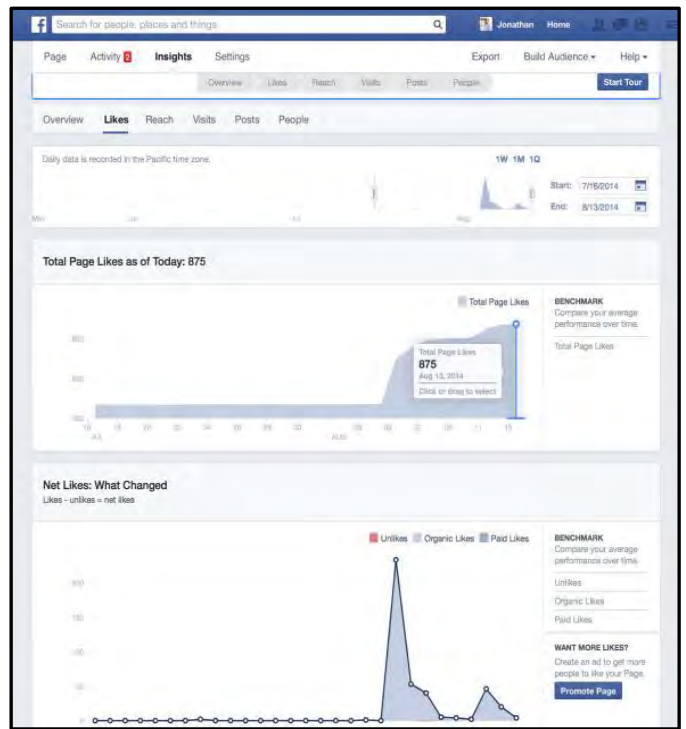 f Search for people, places and things Jonathan Home
Page Activity 2 Insights Settings Export Build Audience Help
Overview Likes Reach Visits Posts People Start Tour
Overview Likes Reach Visits Posts People
Daily data is recorded in the Pacific time zone. 1W 1M 1Q
Start: 7/16/2014
End: 8/13/2014
Total Page Likes as of Today: 875
Total Page Likes
BENCHMARK
Compare your average
performance over time.
Total Page Likes
Total Page Likes
875
Aug 13, 2014
Click or drag to select
JUL AUG
Net Likes: What Changed
Likes - unlikes = net likes
Unlikes Organic Likes Paid Likes
BENCHMARK
Compare your average
performance over time.
Unlikes
Organic Likes
Paid Likes
WANT MORE LIKES?
Create an ad to get more
people to like your Page.
Promote Page